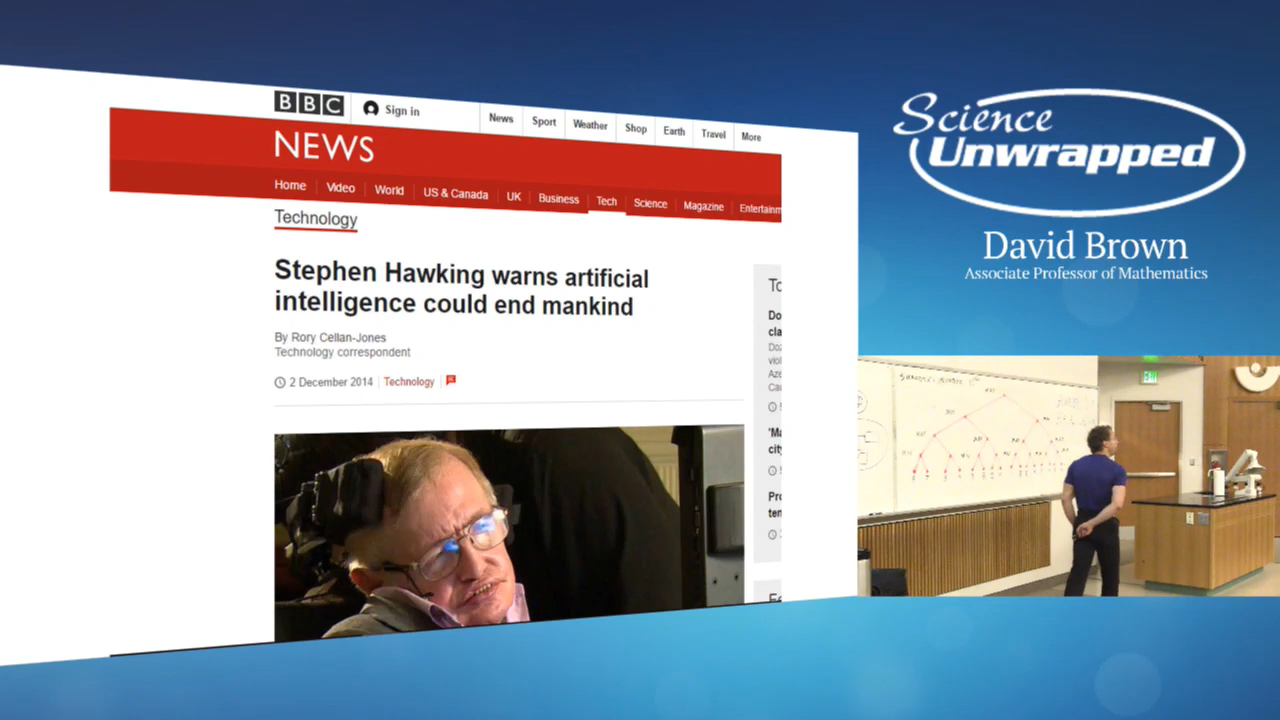 BBC
Sign in
News
Sport
Weather
Shop
Earth
Travel
More
NEWS
Home
Video
World
US & Canada
UK
Business
Tech
Science
Magazine
Entertainm
Technology
Stephen Hawking warns artificial
intelligence could end mankind
By Rory Cellan-Jones
Technology correspondent
2 December 2014
Technology
Science
Unwrapped
David Brown
Associate Professor of Mathematics